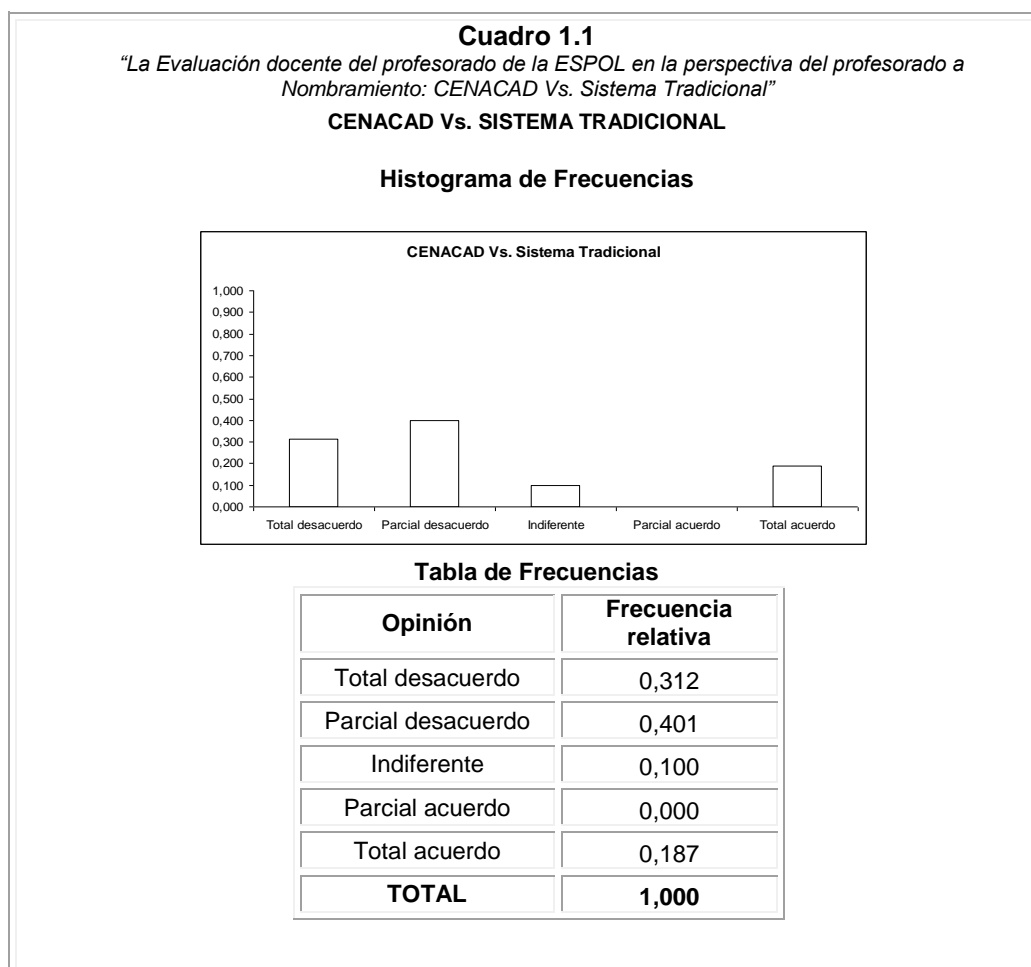 Cuadro 1.1
“La Evaluación docente del profesorado de la ESPOL en la perspectiva del profesorado a
Nombramiento: CENACAD Vs. Sistema Tradicional”
CENACAD Vs. SISTEMA TRADICIONAL
Histograma de Frecuencias
CENACAD Vs. Sistema Tradicional
1,000
0,900
0,800
0,700
0,600
0,500
0,400
0,300
0,200
0,100
0,000
Total desacuerdo Parcial desacuerdo Indiferente Parcial acuerdo Total acuerdo
Tabla de Frecuencias
Opinión Frecuencia
relativa
Total desacuerdo 0,312
Parcial desacuerdo 0,401
Indiferente 0,100
Parcial acuerdo 0,000
Total acuerdo 0,187
TOTAL 1,000